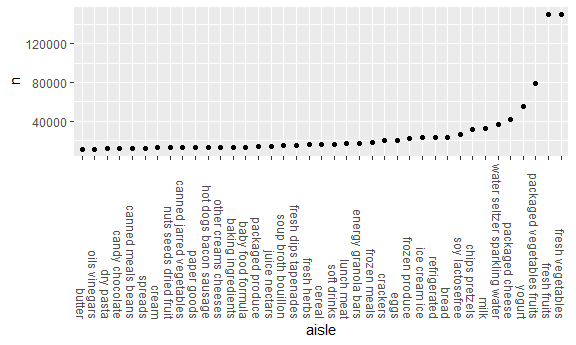 120000
80000
40000
n
butter
oils vinegars
dry pasta
candy chocolate
canned meals beans
spreads
cream
nuts seeds dried fruit
canned jarred vegetables
paper goods
hot dogs bacon sausage
other creams cheeses
baking ingredients
baby food formula
packaged produce
juice nectars
soup broth bouillon
fresh dips tapenades
fresh herbs
cereal
soft drinks
lunch meat
energy granola bars
frozen meals
crackers
eggs
frozen produce
ice cream ice
refrigerated
bread
soy lactosefree
chips pretzels
milk
water seltzer sparkling water
packaged cheese
yogurt
packaged vegetables fruits
fresh fruits
fresh vegetables
aisle